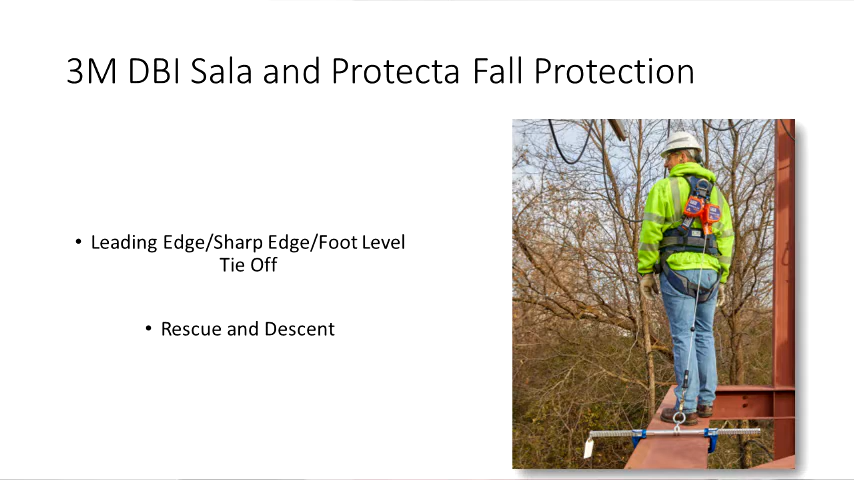 3M DBI Sala and Protecta Fall Protection
• Leading Edge/Sharp Edge/Foot Level
Tie Off
• Rescue and Descent